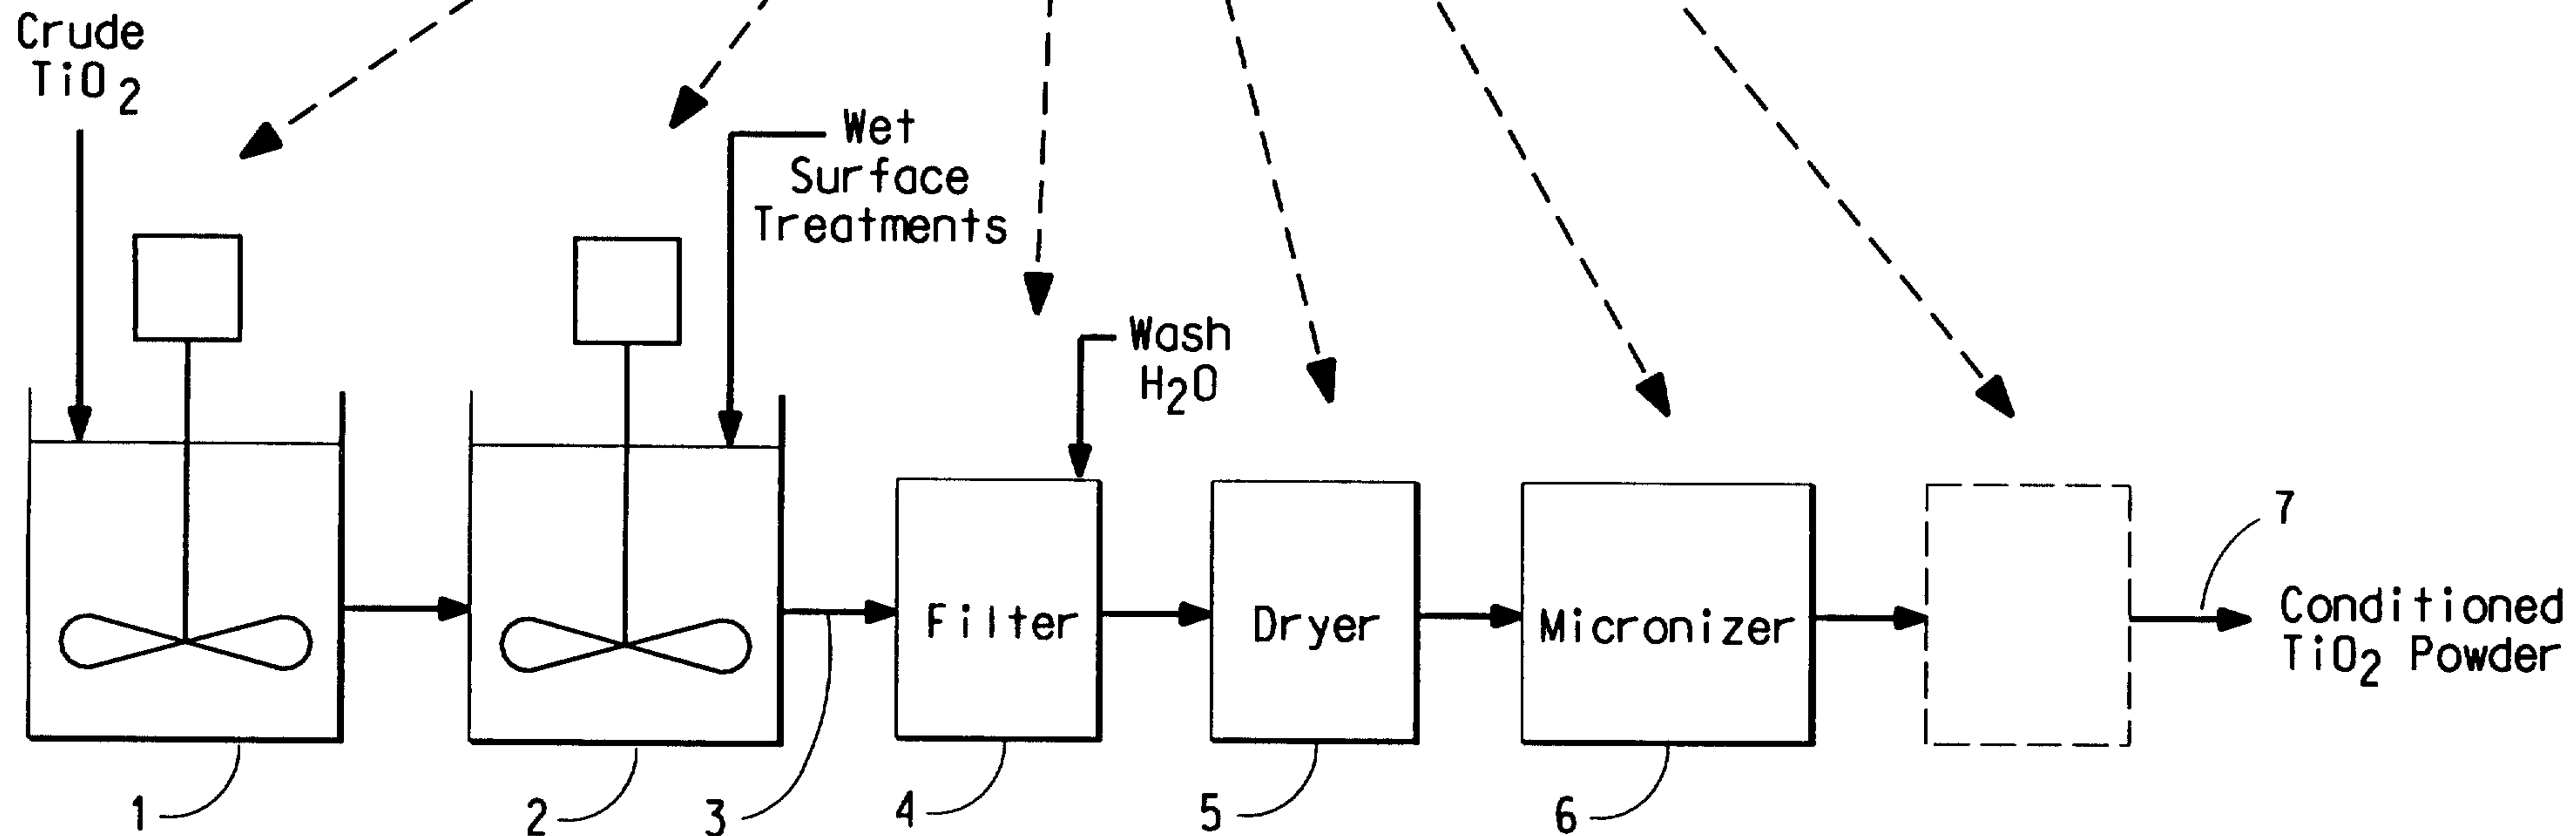 Crude
TiO2
Wet
Surface
Treatments
Wash
H2O
Filter
Dryer
Micronizer
7
Conditioned
TiO2 Powder
1
2
3
4
5
6